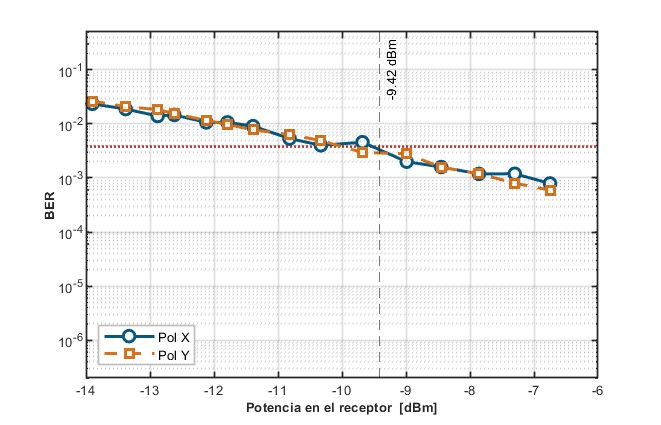 10-1
10-2
10-3
10-4
10-5
10-6
BER
-9.42 dBm
Pol X
Pol Y
-14 -13 -12 -11 -10 -9 -8 -7 -6
Potencia en el receptor [dBm]